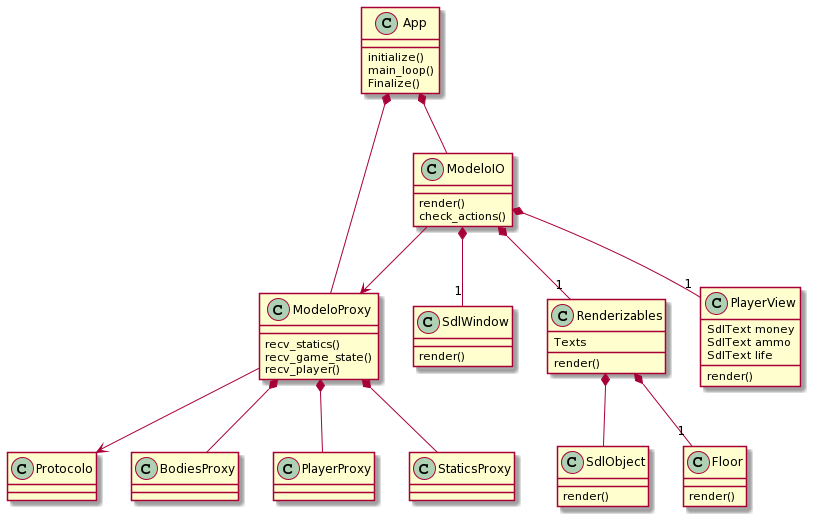 C App
initialize()
main_loop()
Finalize()
C ModeloIO
render()
check_actions()
1
1
1
C ModeloProxy
recv_statics()
recv_game_state()
recv_player()
C SdlWindow
render()
C Renderizables
Texts
render()
C PlayerView
SdlText money
SdlText ammo
SdlText life
render()
1
C Protocolo
C BodiesProxy
C PlayerProxy
C StaticsProxy
C SdlObject
render()
C Floor
render()